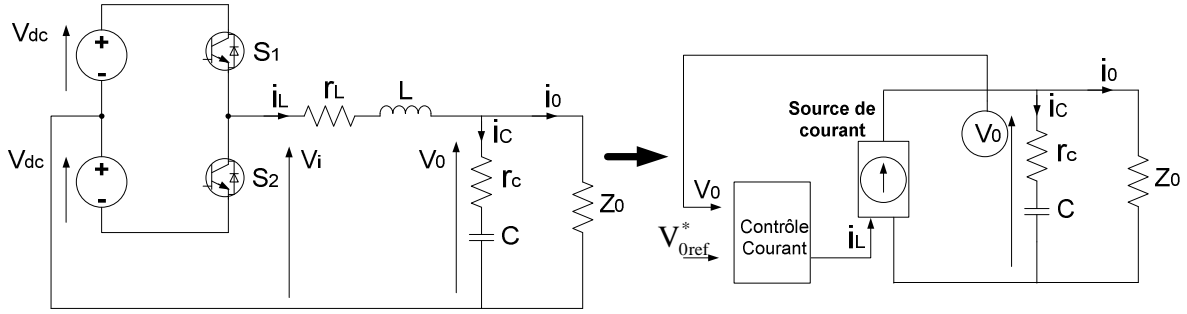 Vdc
+
-
S1
iL
rL
L
i0
iC
Vdc
+
-
S2
Vi
V0
rc
C
Z0
Source de
courant
i0
iC
V0
rc
C
Z0
V0
V*0ref
Contrôle
Courant
iL